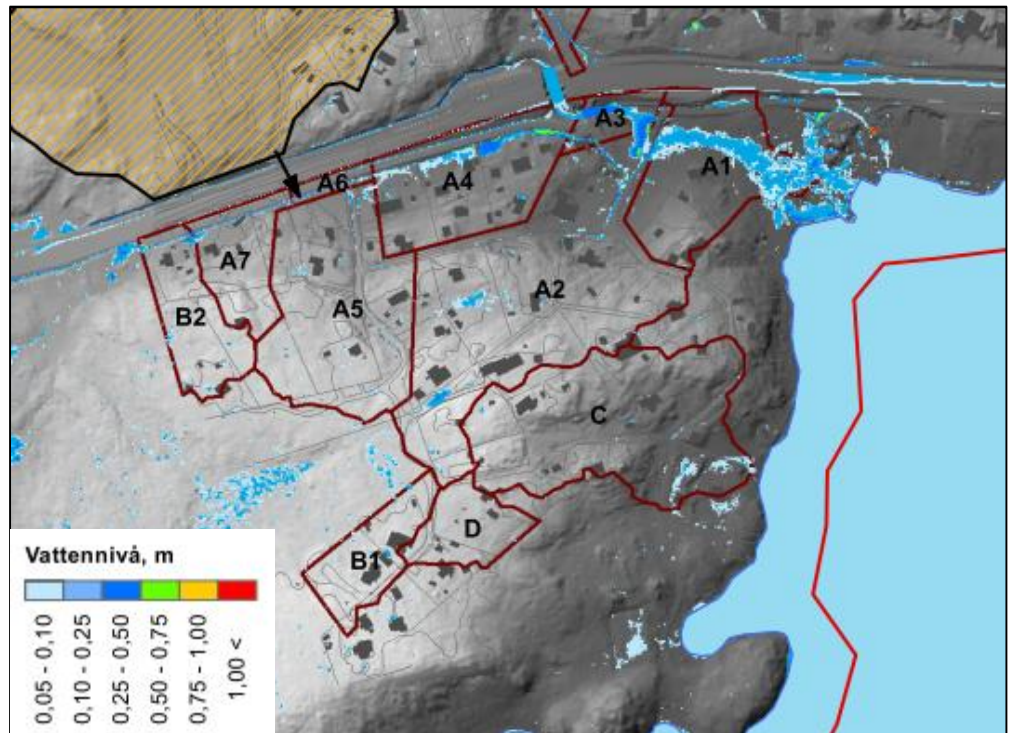 A3
A1
A6
A4
A7
A2
A5
B2
C
D
B1
Vattennivå, m
0,05 - 0,10
0,10 - 0,25
0,25 - 0,50
0,50 - 0,75
0,75 - 1,00
1,00 <